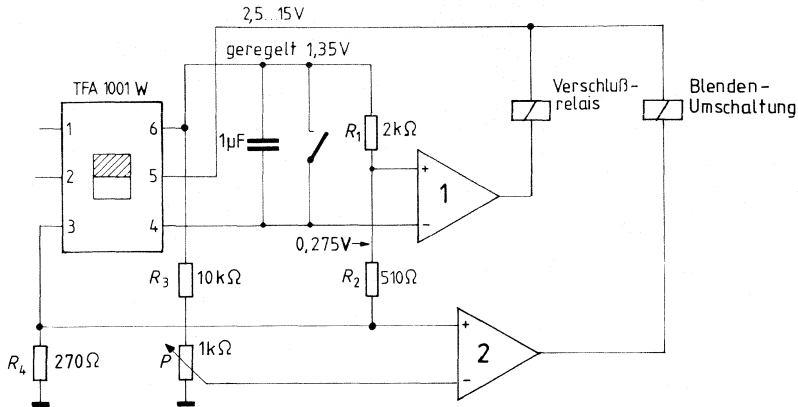 2,5...15V
geregelt 1,35V
TFA 1001 W
Verschluß-
relais
Blenden-
Umschaltung
1
2
3
6
5
4
1µF
R1 2kΩ
+
1
-
0,275V
R3 10kΩ
R2 510Ω
R4 270Ω
P 1kΩ
+
2
-